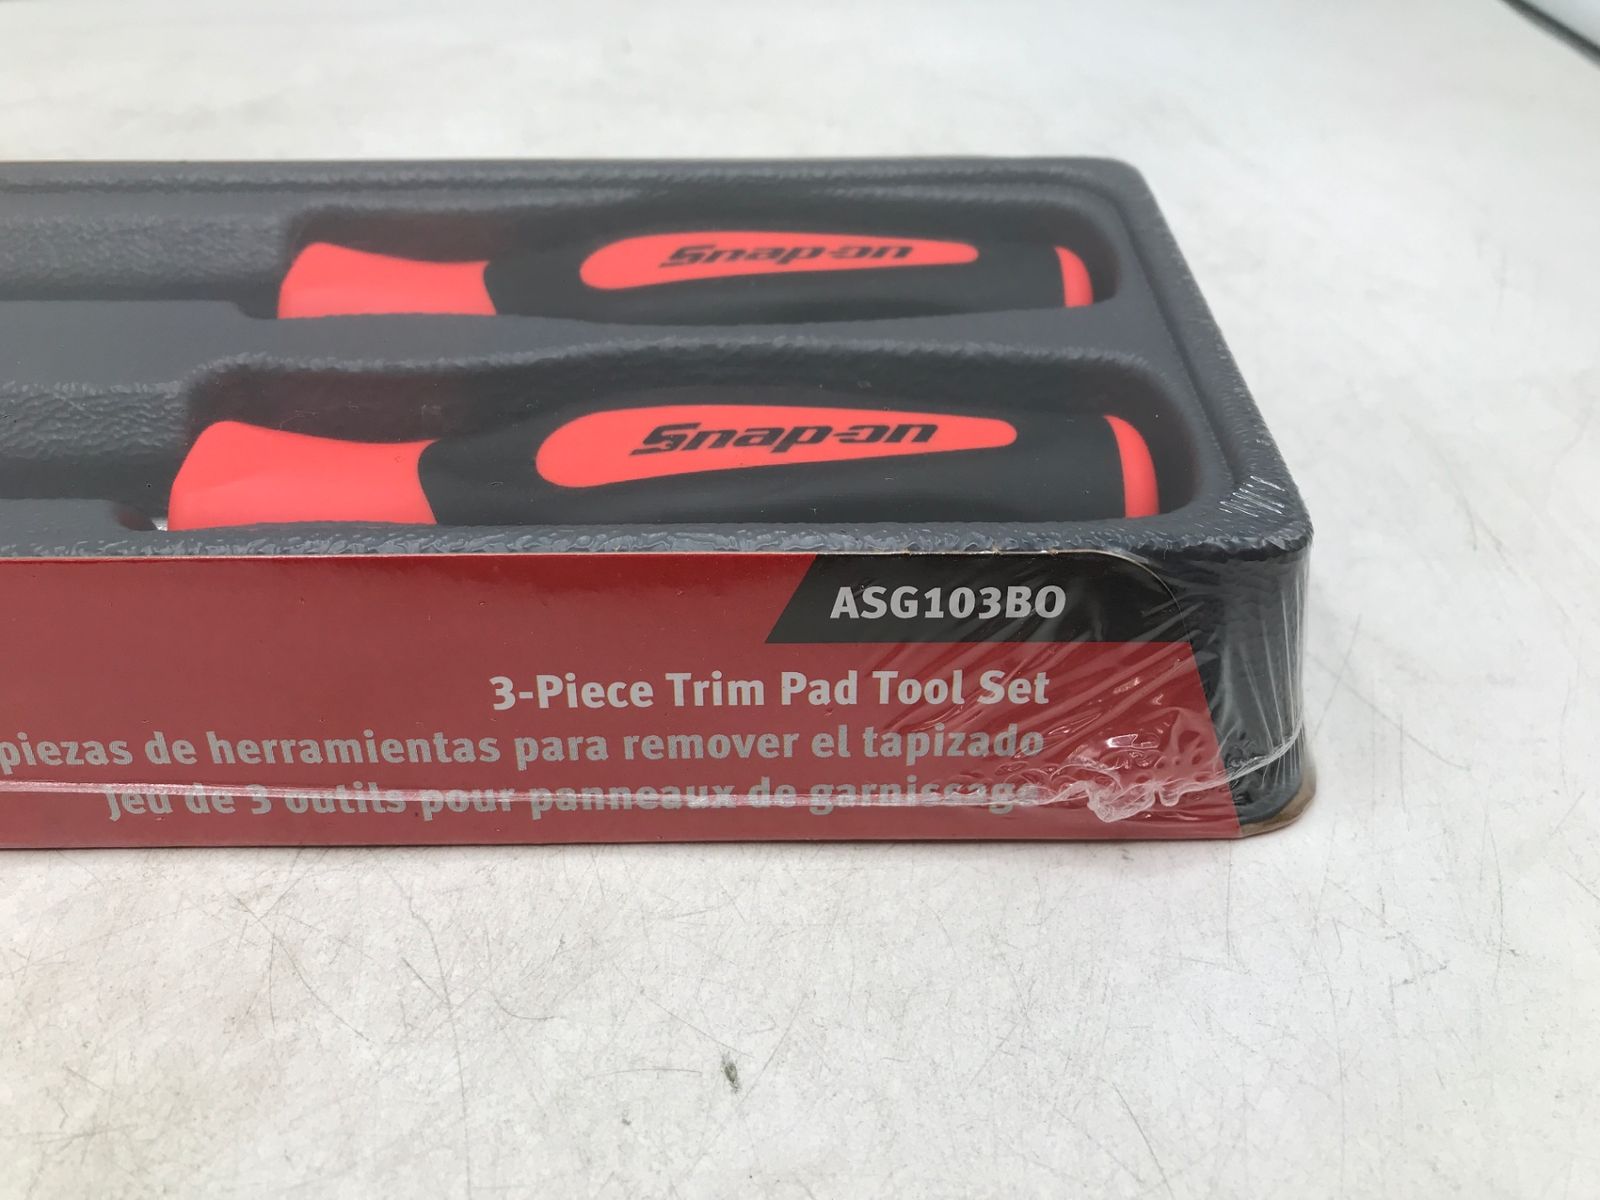 Snap-on
Snap-on
ASG103BO
3-Piece Trim Pad Tool Set
piezas de herramientas para remover el tapizado
Jeu de 3 outils pour panneaux de garnissage